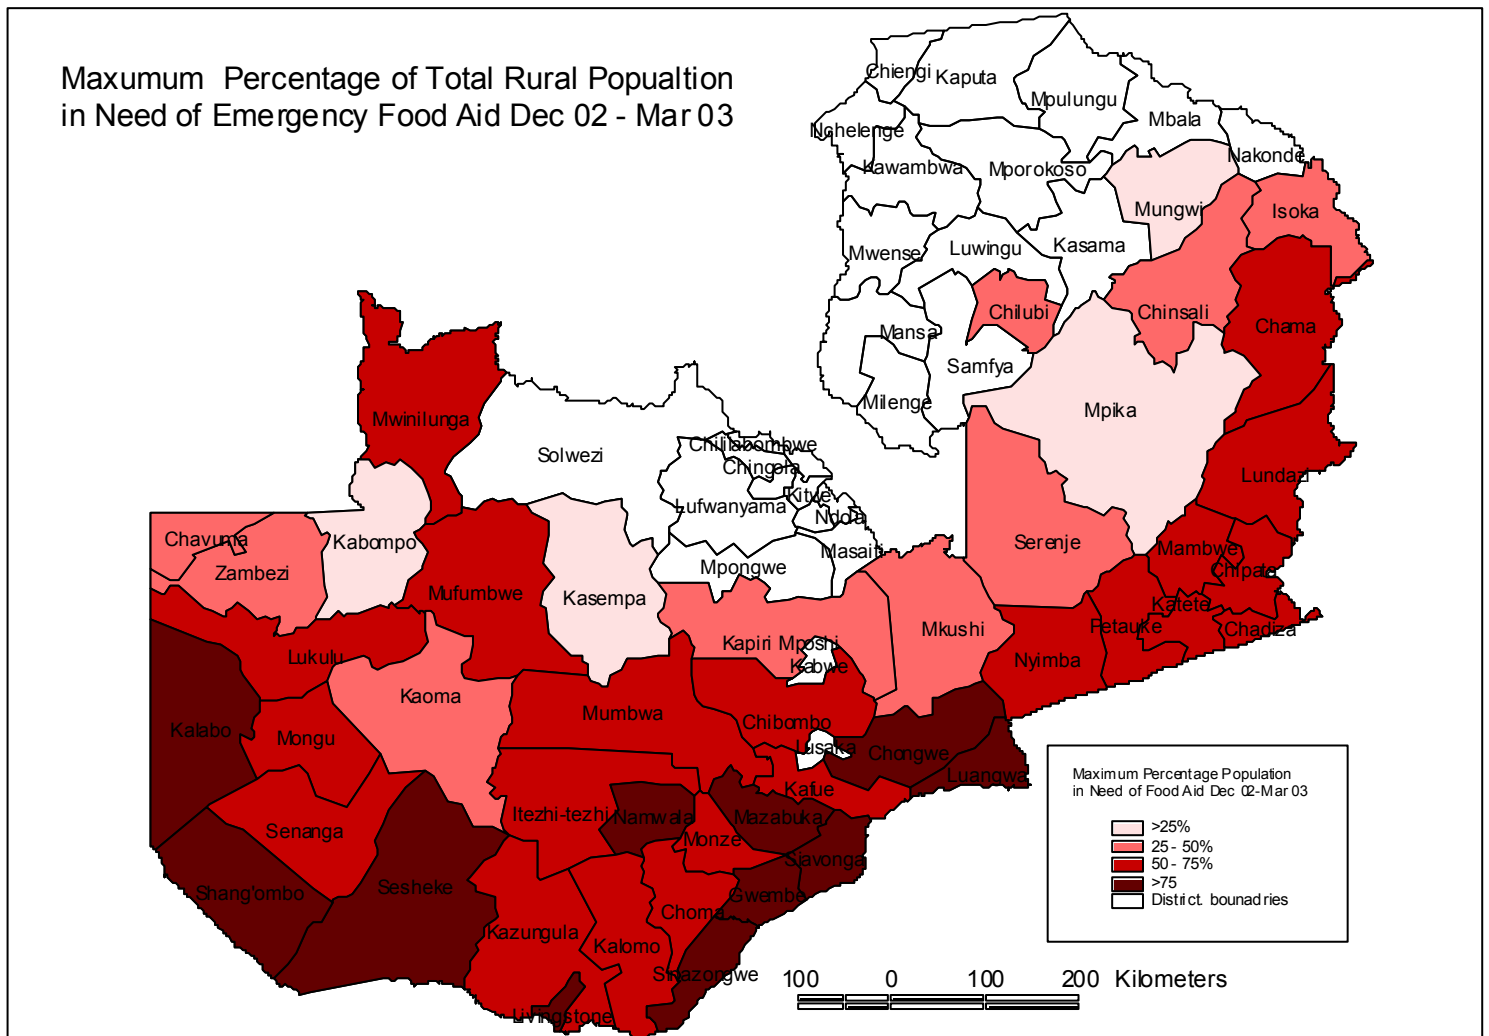 Maxumum Percentage of Total Rural Popualtion
in Need of Emergency Food Aid Dec 02 - Mar 03
Chiengi
Kaputa
Mpulungu
Mbala
Nchelenge
Nakonde
Kawambwa
Mporokoso
Mungwi
Isoka
Mwense
Luwingu
Kasama
Chilubi
Chinsali
Chama
Mansa
Samfya
Milenge
Mpika
Mwinilunga
Solwezi
Chililabombwe
Chingola
Kitwe
Lufwanyama
Ndola
Lundazi
Chavuma
Kabompo
Zambezi
Masaiti
Mpongwe
Serenje
Mambwe
Chipata
Mufumbwe
Kasempa
Katete
Petauke
Chadiza
Kapiri Mposhi
Kabwe
Mkushi
Nyimba
Lukulu
Kaoma
Kalabo
Mongu
Mumbwa
Chibombo
Lusaka
Chongwe
Luangwa
Kafue
Senanga
Itezhi-tezhi
Namwala
Mazabuka
Monze
Siavonga
Shang'ombo
Sesheke
Gwembe
Choma
Kazungula
Kalomo
Sinazongwe
Livingstone
Maximum Percentage Population
in Need of Food Aid Dec 02-Mar 03
>25%
25 - 50%
50 - 75%
>75
District. bounadries
100 0 100 200 Kilometers